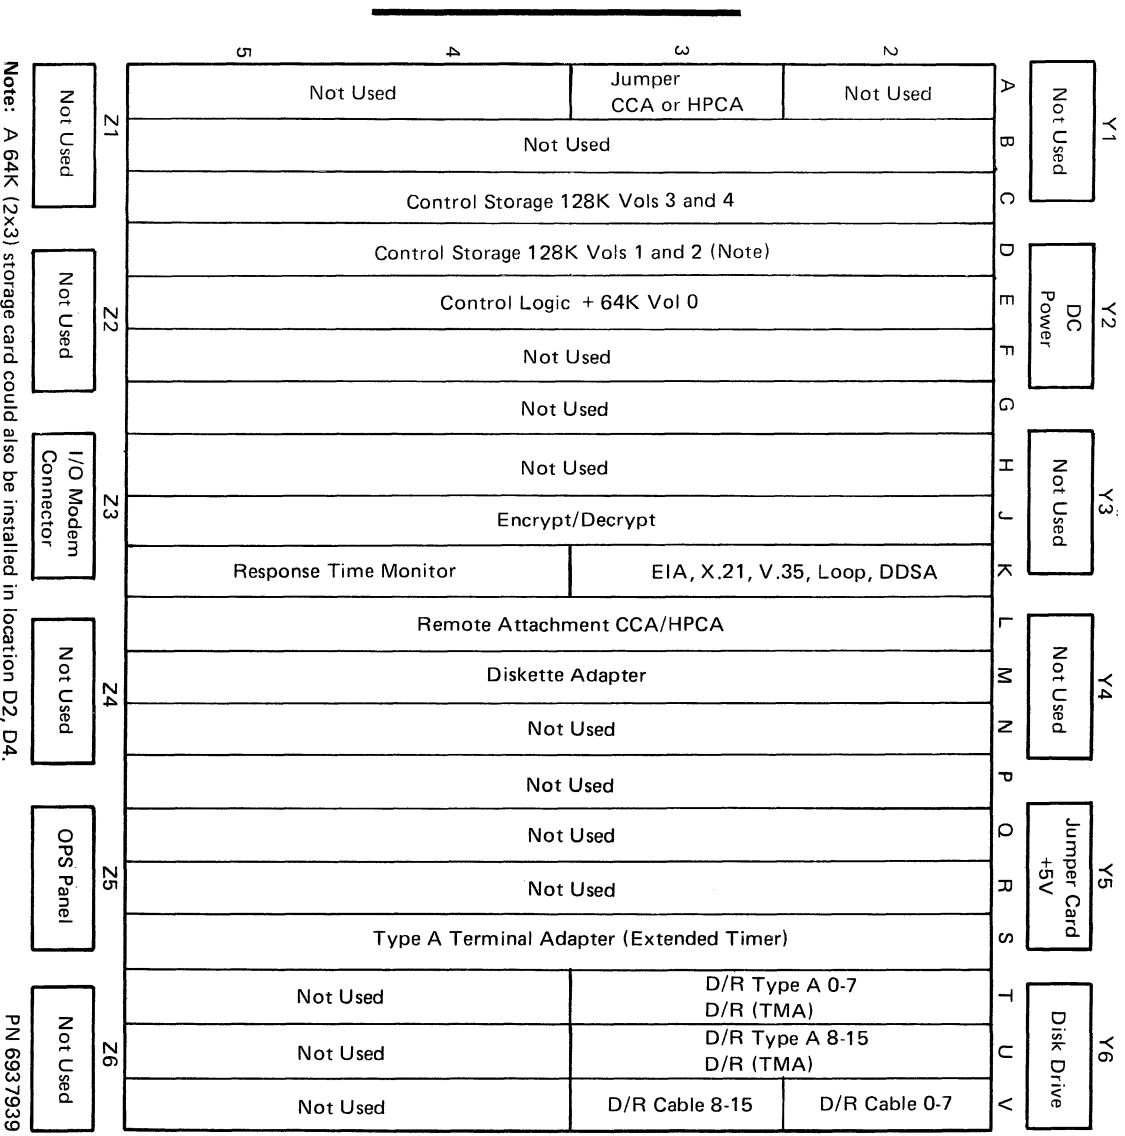 5 4 3 2
Y1
Not Used
Y2
DC
Power
Y3
Not Used
Y4
Not Used
Y5
Jumper Card
+5V
Y6
Disk Drive
A
Not Used
Jumper
CCA or HPCA
Not Used
B
Not Used
C
Control Storage 128K Vols 3 and 4
D
Control Storage 128K Vols 1 and 2 (Note)
E
Control Logic + 64K Vol 0
F
Not Used
G
Not Used
H
Not Used
J
Encrypt/Decrypt
K
Response Time Monitor
EIA, X.21, V.35, Loop, DDSA
L
Remote Attachment CCA/HPCA
M
Diskette Adapter
N
Not Used
P
Not Used
Q
Not Used
R
Not Used
S
Type A Terminal Adapter (Extended Timer)
T
Not Used
D/R Type A 0-7
D/R (TMA)
U
Not Used
D/R Type A 8-15
D/R (TMA)
V
Not Used
D/R Cable 8-15
D/R Cable 0-7
Z1
Not Used
Z2
Not Used
Z3
I/O Modem
Connector
Z4
Not Used
Z5
OPS Panel
Z6
Not Used
Note: A 64K (2x3) storage card could also be installed in location D2, D4.
PN 6937939